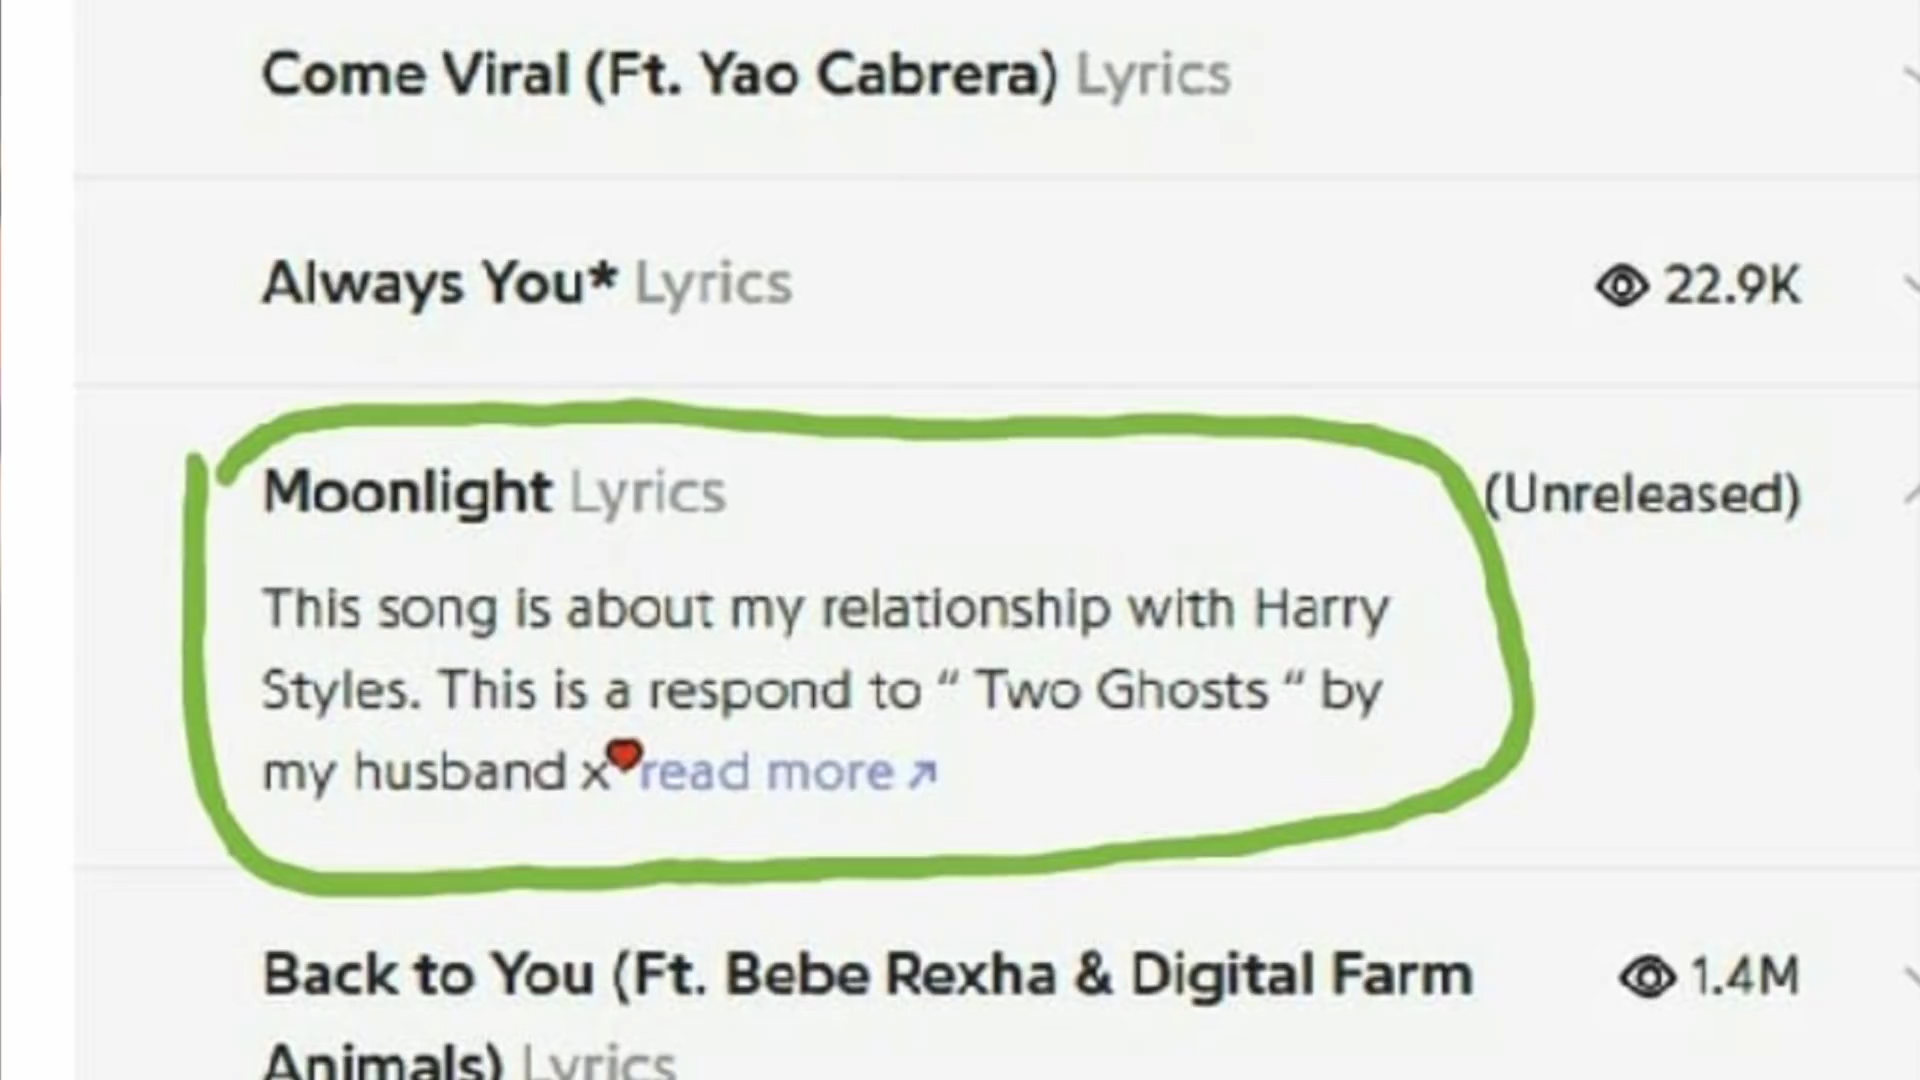 Come Viral (Ft. Yao Cabrera) Lyrics
Always You* Lyrics 22.9K
Moonlight Lyrics (Unreleased)
This song is about my relationship with Harry
Styles. This is a respond to “ Two Ghosts “ by
my husband x❤️read more ↗
Back to You (Ft. Bebe Rexha & Digital Farm 1.4M
Animals) Lyrics